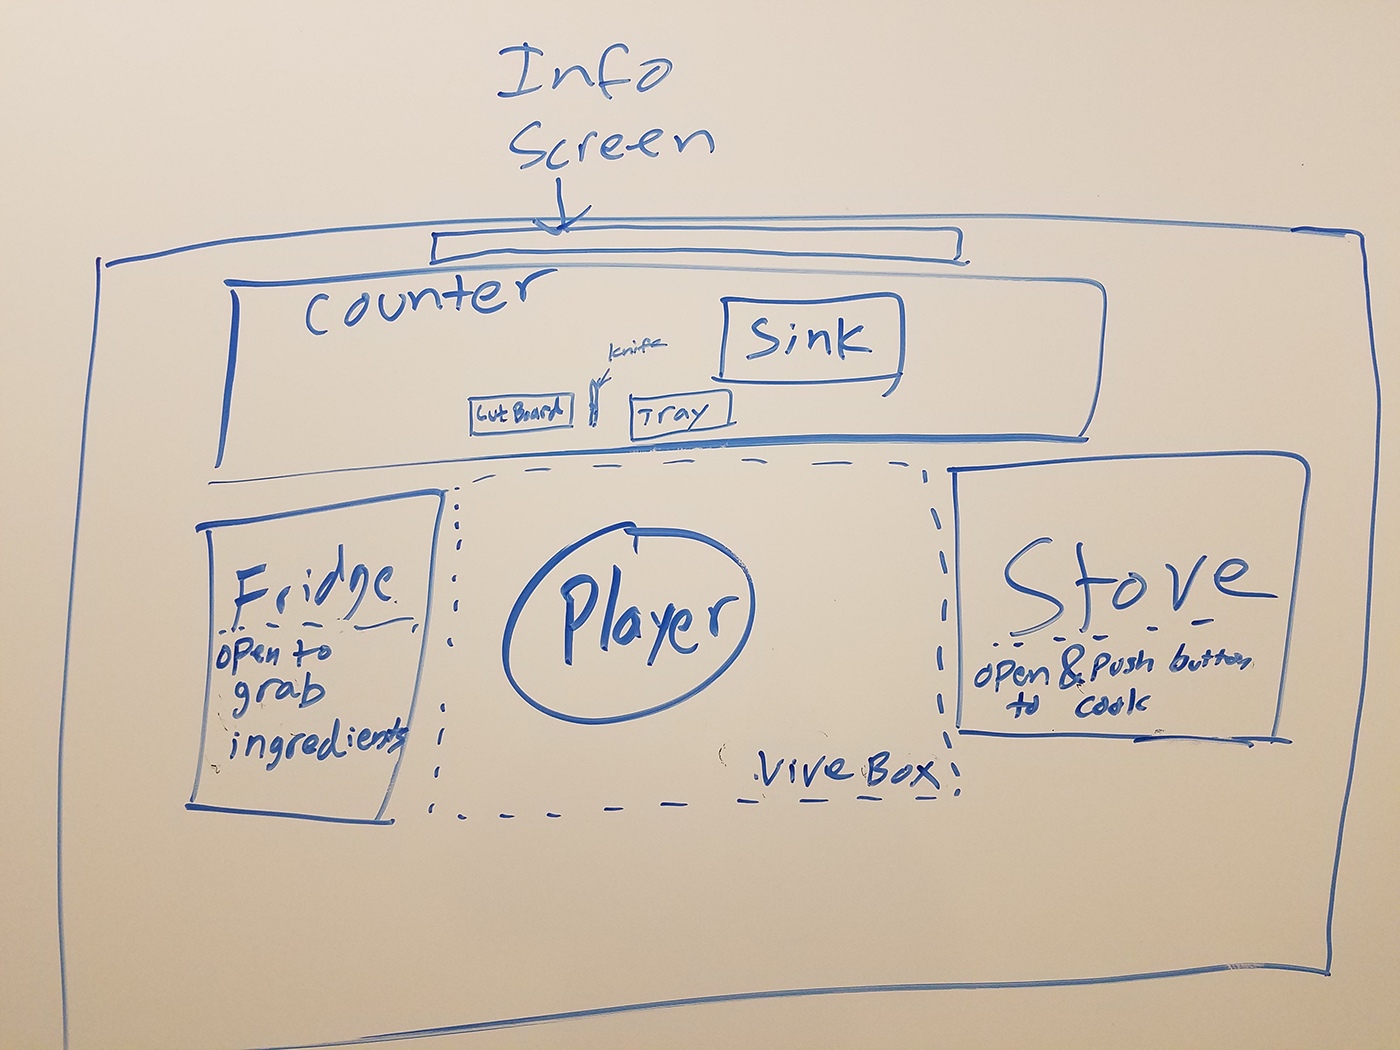 Info
Screen
Counter
Sink
knife
Cut Board
Tray
Fridge
open to
grab
ingredients
Player
Stove
open & push button
to cook
Vive Box